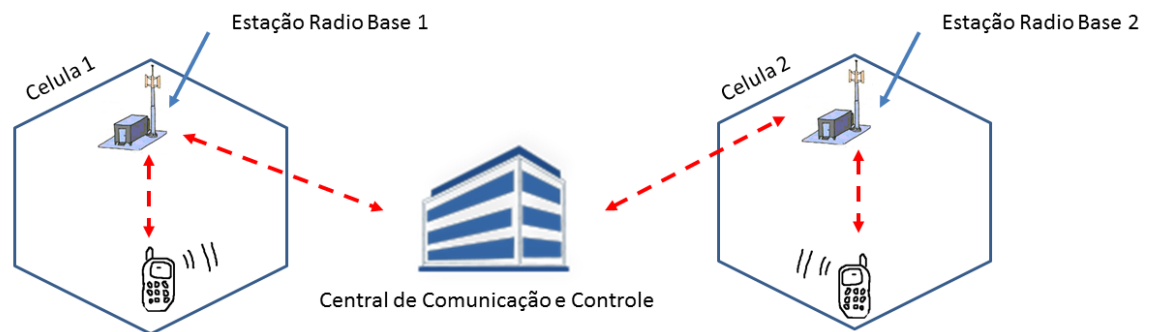 Estação Radio Base 1
Estação Radio Base 2
Celula 1
Celula 2
Central de Comunicação e Controle